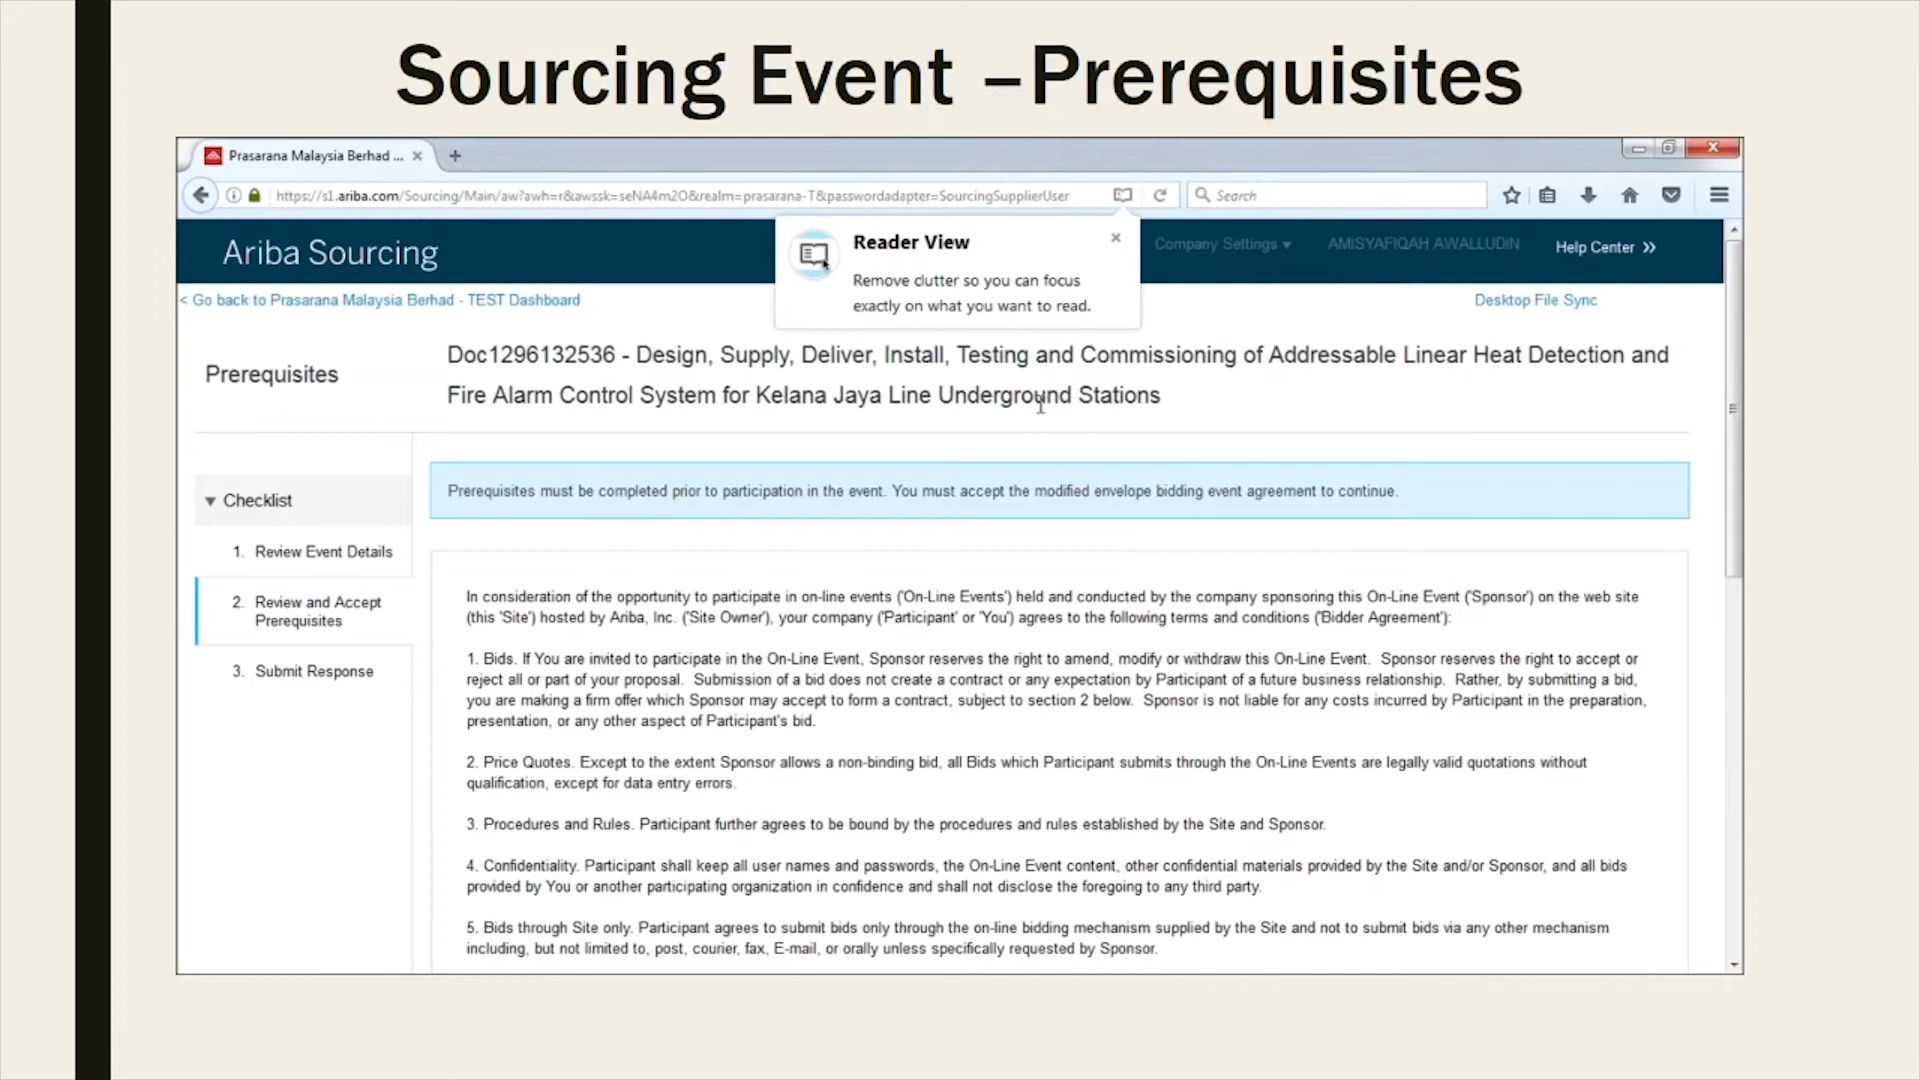 Sourcing Event –Prerequisites
Prasarana Malaysia Berhad ...
https://s1.ariba.com/Sourcing/Main/aw?awh=r&awssk=seNA4m2O&realm=prasarana-T&passwordadapter=SourcingSupplierUser
Search
Ariba Sourcing
Reader View
Remove clutter so you can focus
exactly on what you want to read.
Company Settings
AMISYAFIQAH AWALLUDIN
Help Center »
< Go back to Prasarana Malaysia Berhad - TEST Dashboard
Desktop File Sync
Prerequisites
Doc1296132536 - Design, Supply, Deliver, Install, Testing and Commissioning of Addressable Linear Heat Detection and
Fire Alarm Control System for Kelana Jaya Line Underground Stations
Checklist
1. Review Event Details
2. Review and Accept
Prerequisites
3. Submit Response
Prerequisites must be completed prior to participation in the event. You must accept the modified envelope bidding event agreement to continue.
In consideration of the opportunity to participate in on-line events ('On-Line Events') held and conducted by the company sponsoring this On-Line Event ('Sponsor') on the web site
(this 'Site') hosted by Ariba, Inc. ('Site Owner'), your company ('Participant' or 'You') agrees to the following terms and conditions ('Bidder Agreement'):
1. Bids. If You are invited to participate in the On-Line Event, Sponsor reserves the right to amend, modify or withdraw this On-Line Event. Sponsor reserves the right to accept or
reject all or part of your proposal. Submission of a bid does not create a contract or any expectation by Participant of a future business relationship. Rather, by submitting a bid,
you are making a firm offer which Sponsor may accept to form a contract, subject to section 2 below. Sponsor is not liable for any costs incurred by Participant in the preparation,
presentation, or any other aspect of Participant's bid.
2. Price Quotes. Except to the extent Sponsor allows a non-binding bid, all Bids which Participant submits through the On-Line Events are legally valid quotations without
qualification, except for data entry errors.
3. Procedures and Rules. Participant further agrees to be bound by the procedures and rules established by the Site and Sponsor.
4. Confidentiality. Participant shall keep all user names and passwords, the On-Line Event content, other confidential materials provided by the Site and/or Sponsor, and all bids
provided by You or another participating organization in confidence and shall not disclose the foregoing to any third party.
5. Bids through Site only. Participant agrees to submit bids only through the on-line bidding mechanism supplied by the Site and not to submit bids via any other mechanism
including, but not limited to, post, courier, fax, E-mail, or orally unless specifically requested by Sponsor.